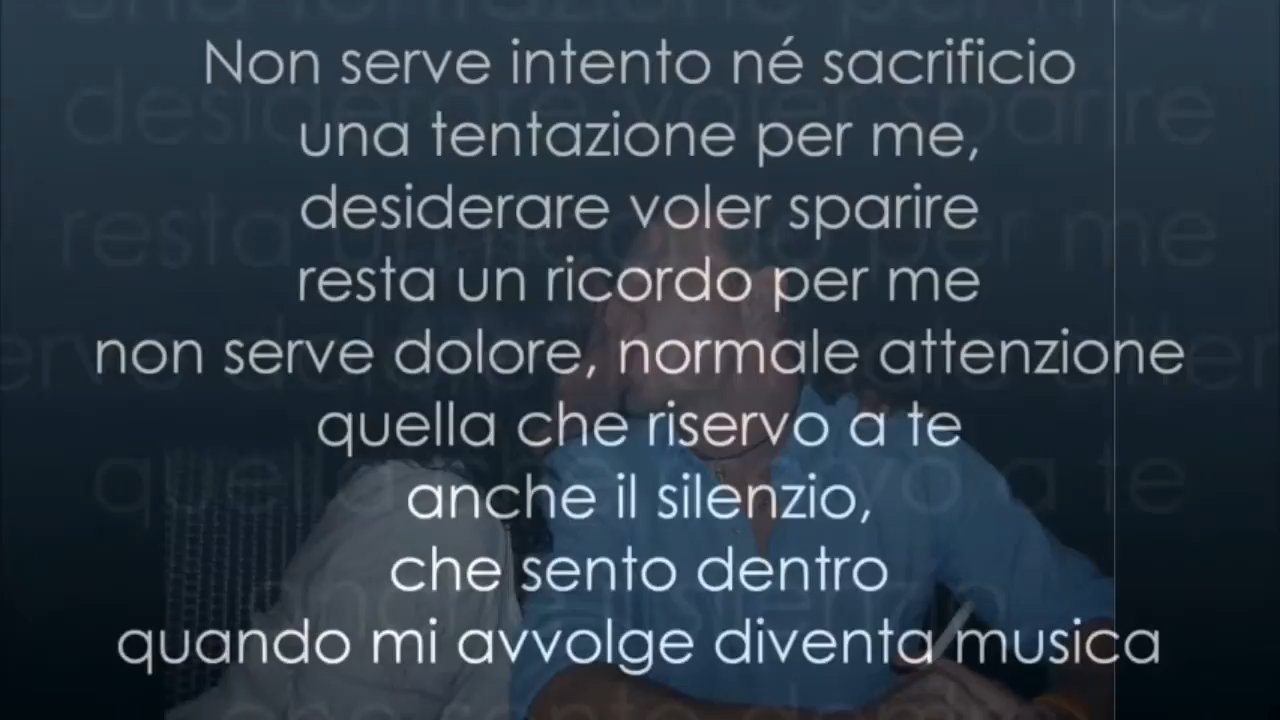 Non serve intento né sacrificio
una tentazione per me,
desiderare voler sparire
resta un ricordo per me
non serve dolore, normale attenzione
quella che riservo a te
anche il silenzio,
che sento dentro
quando mi avvolge diventa musica